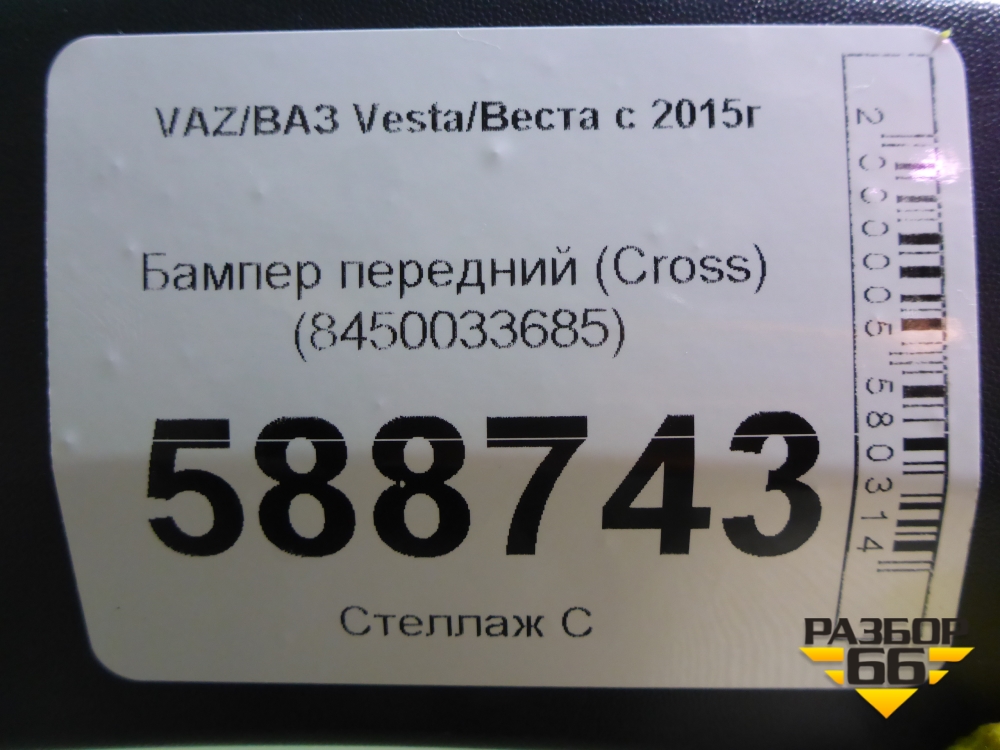 VAZ/ВАЗ Vesta/Веста с 2015г
Бампер передний (Cross)
(8450033685)
588743
Стеллаж С
2000005580314
РАЗБОР
66